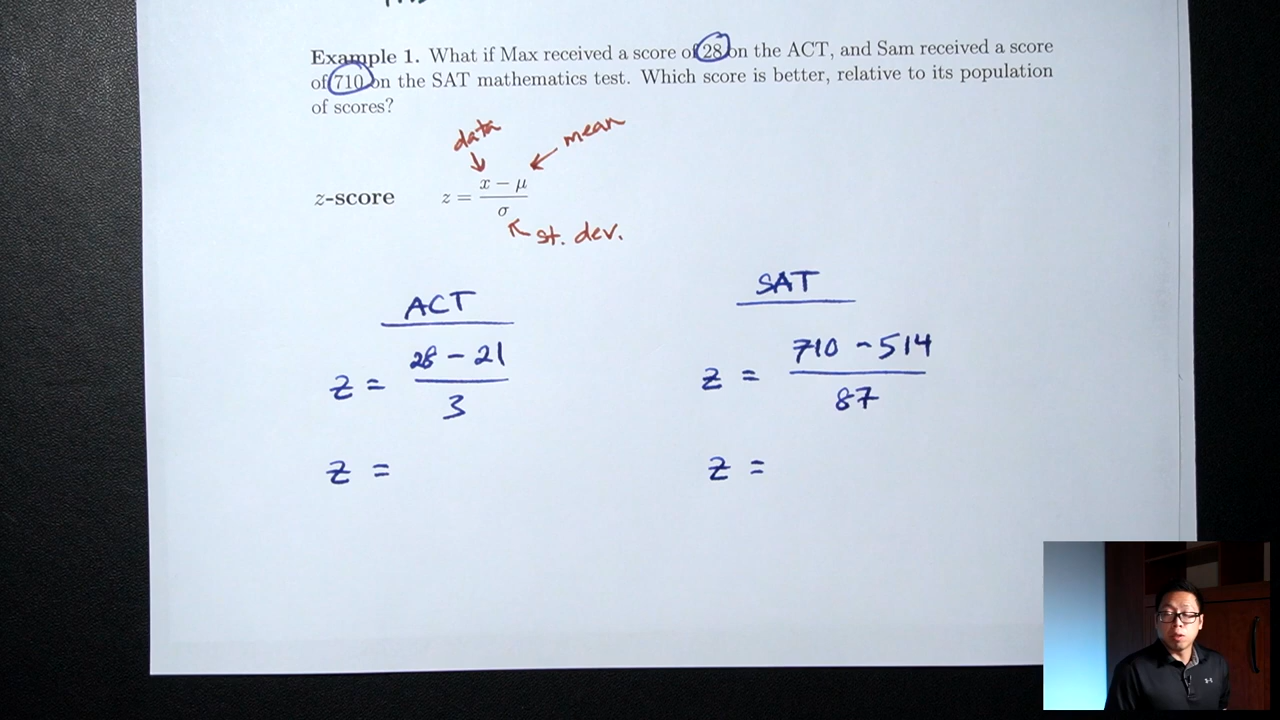 Example 1. What if Max received a score of 28 on the ACT, and Sam received a score
of 710 on the SAT mathematics test. Which score is better, relative to its population
of scores?
data
mean
z-score z = x − μ / σ
st. dev.
ACT
SAT
z = 28 − 21 / 3
z = 710 − 514 / 87
z =
z =